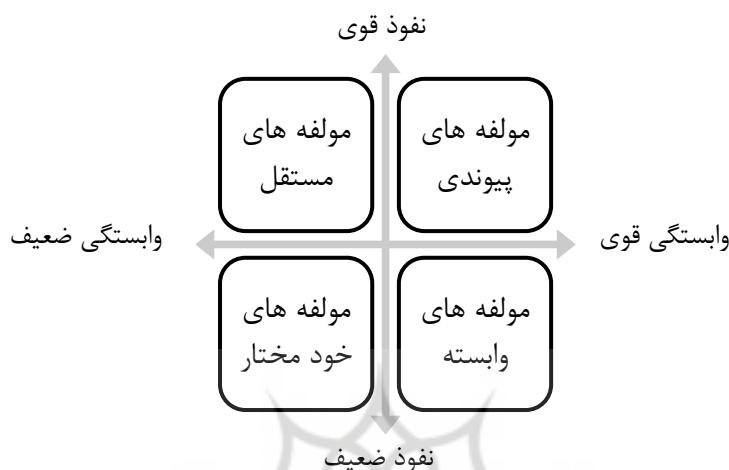 نفوذ قوی
مولفه های
پیوندی
مولفه های
مستقل
وابستگی قوی
وابستگی ضعیف
مولفه های
وابسته
مولفه های
خود مختار
نفوذ ضعیف